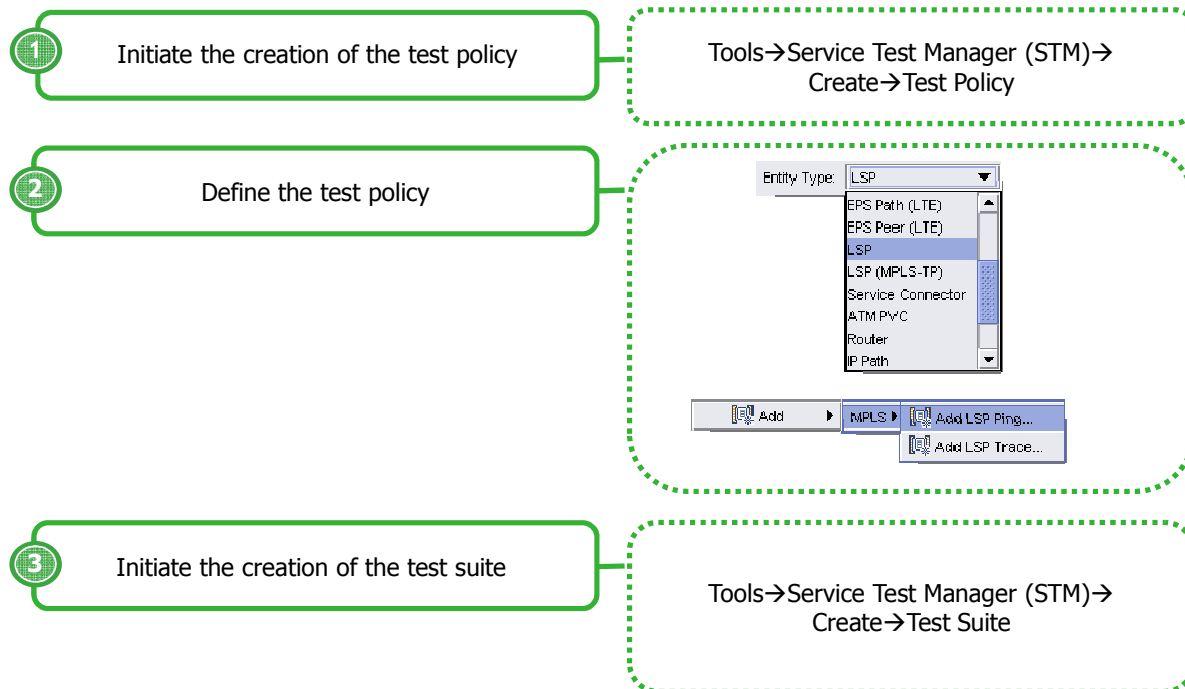 1
Initiate the creation of the test policy
Tools→Service Test Manager (STM)→
Create→Test Policy
2
Define the test policy
Entity Type: LSP
EPS Path (LTE)
EPS Peer (LTE)
LSP
LSP (MPLS-TP)
Service Connector
ATM PVC
Router
IP Path
Add MPLS Add LSP Ping...
Add LSP Trace...
3
Initiate the creation of the test suite
Tools→Service Test Manager (STM)→
Create→Test Suite